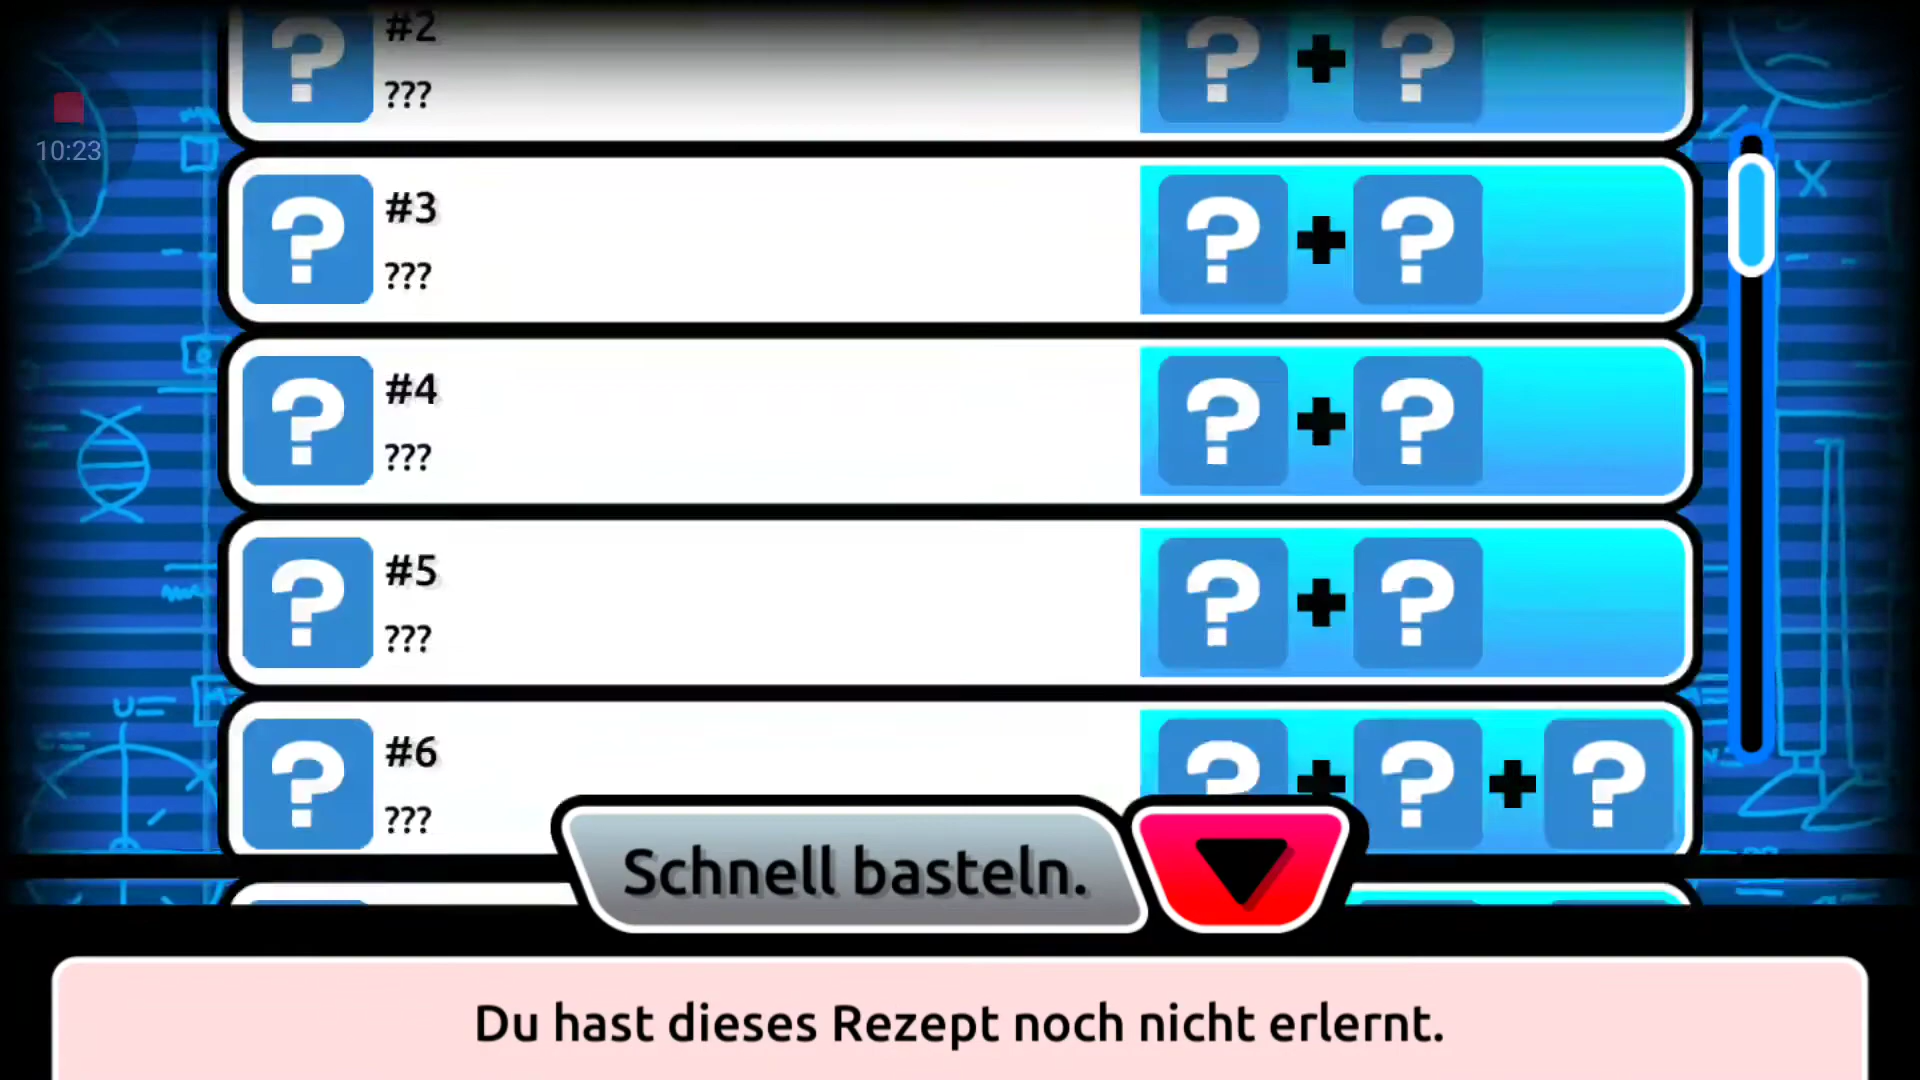 #2
???
? + ?
10:23
#3
???
? + ?
#4
???
? + ?
#5
???
? + ?
#6
???
? + ? + ?
Schnell basteln.
Du hast dieses Rezept noch nicht erlernt.